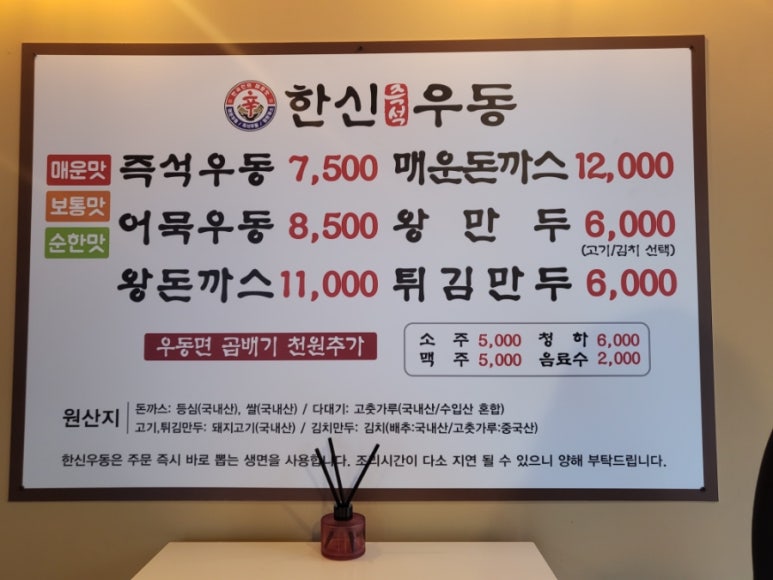 한신 즉석 우동
매운맛 즉석우동 7,500 매운돈까스 12,000
보통맛
순한맛 어묵우동 8,500 왕만두 6,000
(고기/김치 선택)
왕돈까스 11,000 튀김만두 6,000
우동면 곱배기 천원추가
소주 5,000 청하 6,000
맥주 5,000 음료수 2,000
원산지
돈까스: 등심(국내산), 쌀(국내산) / 다대기: 고춧가루(국내산/수입산 혼합)
고기,튀김만두: 돼지고기(국내산) / 김치만두: 김치(배추:국내산/고춧가루:중국산)
한신우동은 주문 즉시 바로 뽑는 생면을 사용합니다. 조리시간이 다소 지연 될 수 있으니 양해 부탁드립니다.